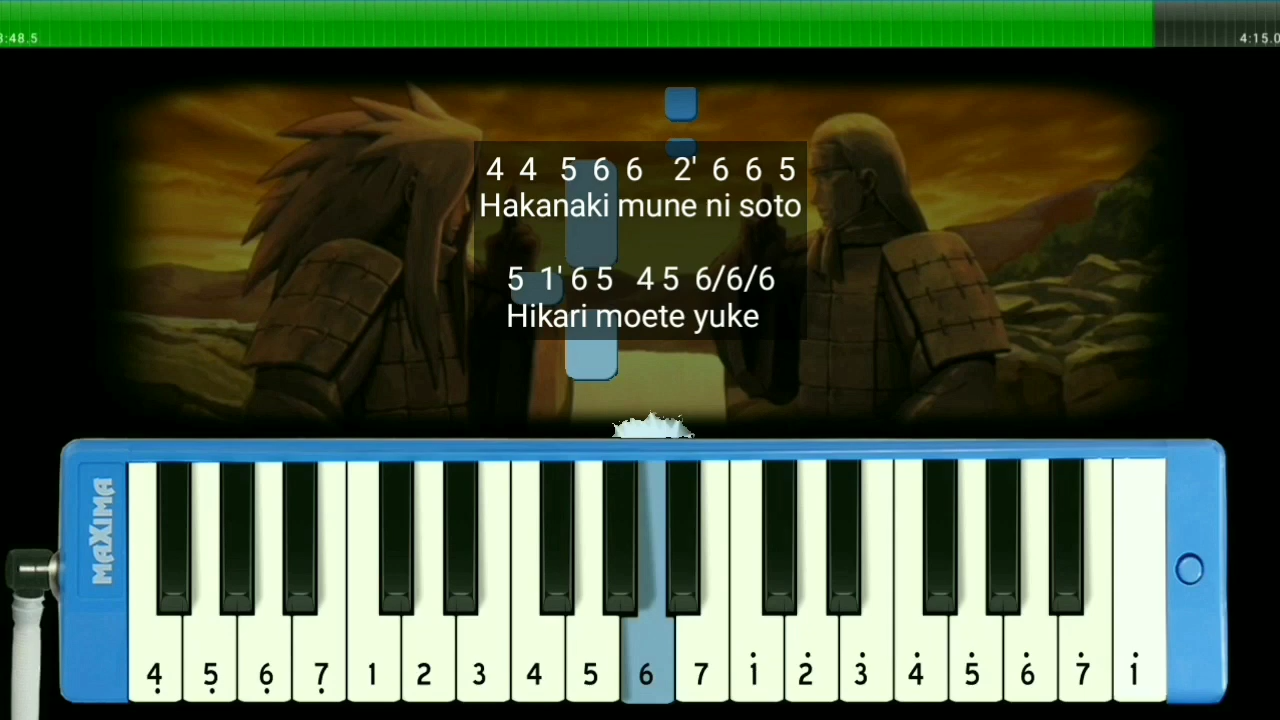 3:48.5
4:15.0
4 4 5 6 6 2' 6 6 5
Hakanaki mune ni soto
5 1' 6 5 4 5 6/6/6
Hikari moete yuke
MAXIMA
4̣ 5̣ 6̣ 7̣ 1 2 3 4 5 6 7 1̇ 2̇ 3̇ 4̇ 5̇ 6̇ 7̇ 1̇